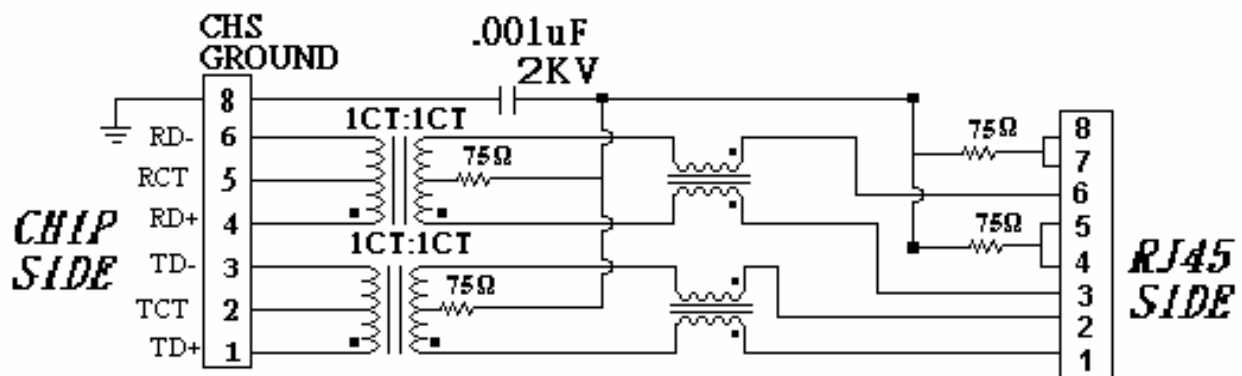 CHS
GROUND
.001uF
2KV
8
RD- 6
RCT 5
RD+ 4
TD- 3
TCT 2
TD+ 1
CHIP
SIDE
1CT:1CT
75Ω
1CT:1CT
75Ω
75Ω
75Ω
8
7
6
5
4
3
2
1
RJ45
SIDE